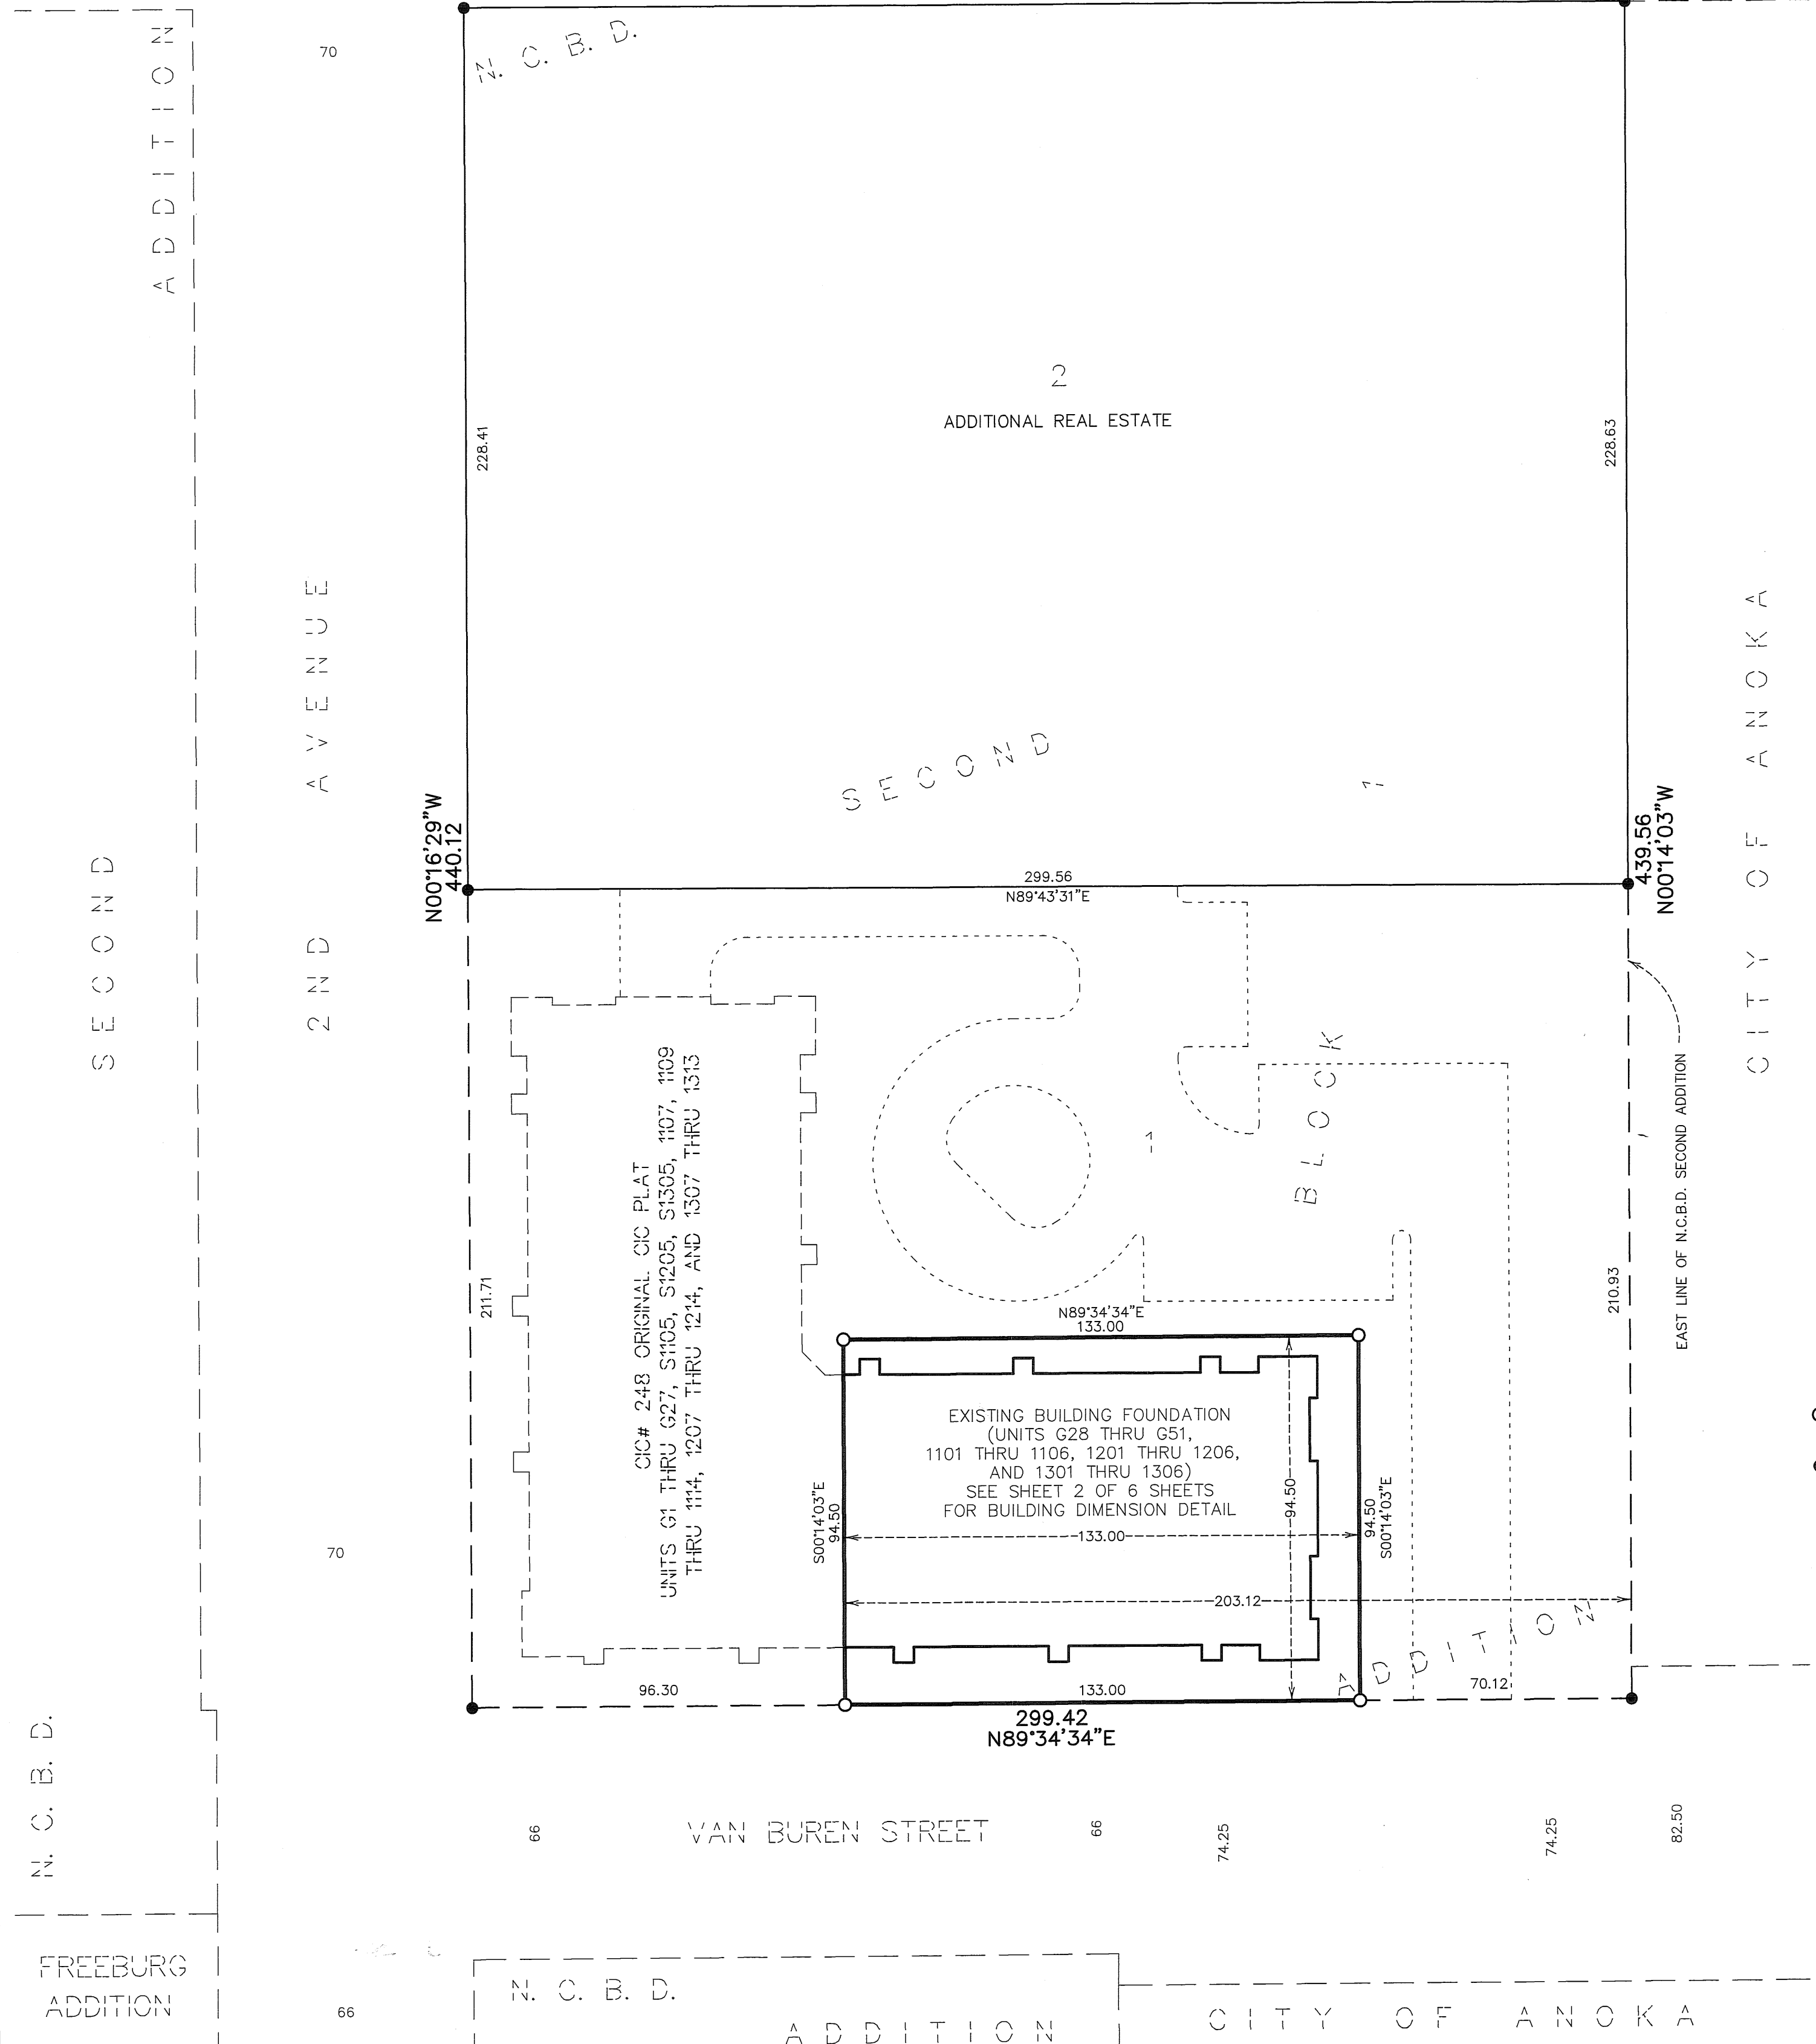 ADDITION
70
N. C. B. D.
2
ADDITIONAL REAL ESTATE
228.41
228.63
AVENUE
CITY OF ANOKA
SECOND
1
N00°16'29"W
440.12
439.56
N00°14'03"W
299.56
N89°43'31"E
SECOND
2ND
BLOCK
1
EAST LINE OF N.C.B.D. SECOND ADDITION
CIC# 248 ORIGINAL CIC PLAT
UNITS G1 THRU G27, S1105, S1205, S1305, 1107, 1109
THRU 1114, 1207 THRU 1214, AND 1307 THRU 1313
211.71
210.93
N89°34'34"E
133.00
EXISTING BUILDING FOUNDATION
(UNITS G28 THRU G51,
1101 THRU 1106, 1201 THRU 1206,
AND 1301 THRU 1306)
SEE SHEET 2 OF 6 SHEETS
FOR BUILDING DIMENSION DETAIL
S00°14'03"E
94.50
94.50
94.50
S00°14'03"E
133.00
70
203.12
ADDITION
96.30
133.00
70.12
299.42
N89°34'34"E
N. C. B. D.
66
VAN BUREN STREET
66
74.25
74.25
82.50
FREEBURG
ADDITION
66
N. C. B. D.
ADDITION
CITY OF ANOKA